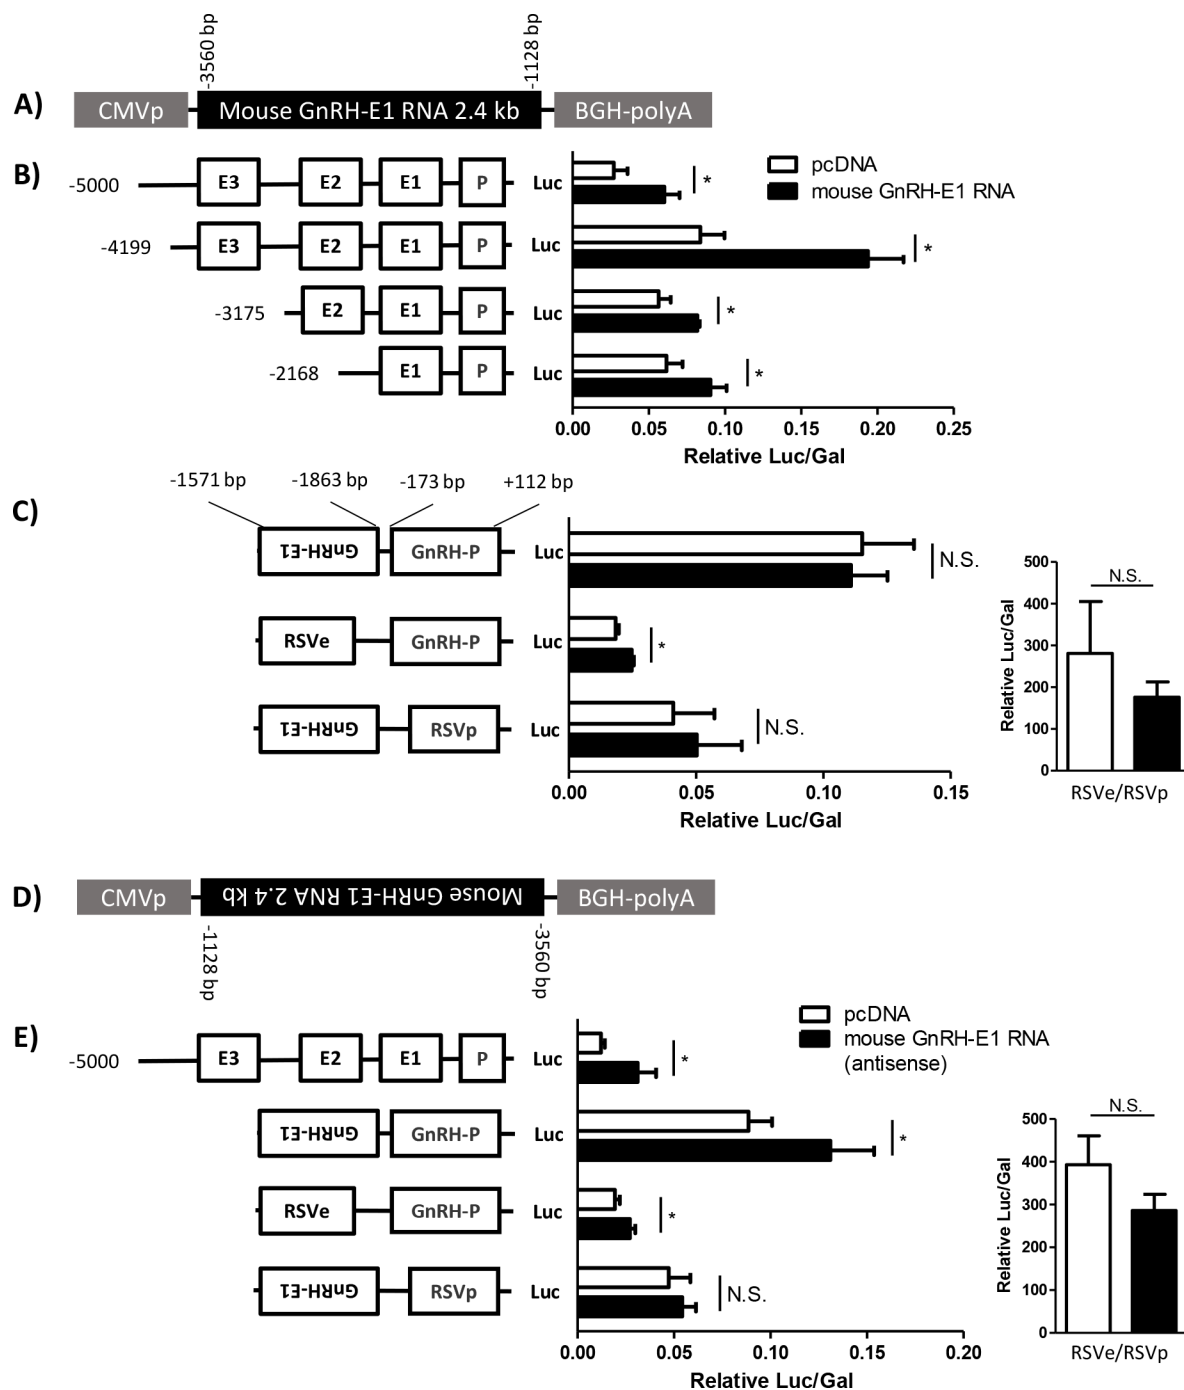 -3560 bp
-1128 bp
A)
CMVp
Mouse GnRH-E1 RNA 2.4 kb
BGH-polyA
B)
pcDNA
mouse GnRH-E1 RNA
-5000
E3
E2
E1
P
Luc
*
-4199
E3
E2
E1
P
Luc
*
-3175
E2
E1
P
Luc
*
-2168
E1
P
Luc
*
0.00 0.05 0.10 0.15 0.20 0.25
Relative Luc/Gal
C)
-1571 bp
-1863 bp
-173 bp
+112 bp
GnRH-E1
GnRH-P
Luc
N.S.
RSVe
GnRH-P
Luc
*
GnRH-E1
RSVp
Luc
N.S.
0.00 0.05 0.10 0.15
Relative Luc/Gal
Relative Luc/Gal
500
400
300
200
100
0
N.S.
RSVe/RSVp
D)
CMVp
Mouse GnRH-E1 RNA 2.4 kb
BGH-polyA
-1128 bp
-3560 bp
E)
pcDNA
mouse GnRH-E1 RNA
(antisense)
-5000
E3
E2
E1
P
Luc
*
GnRH-E1
GnRH-P
Luc
*
RSVe
GnRH-P
Luc
*
GnRH-E1
RSVp
Luc
N.S.
0.00 0.05 0.10 0.15 0.20
Relative Luc/Gal
Relative Luc/Gal
500
400
300
200
100
0
N.S.
RSVe/RSVp